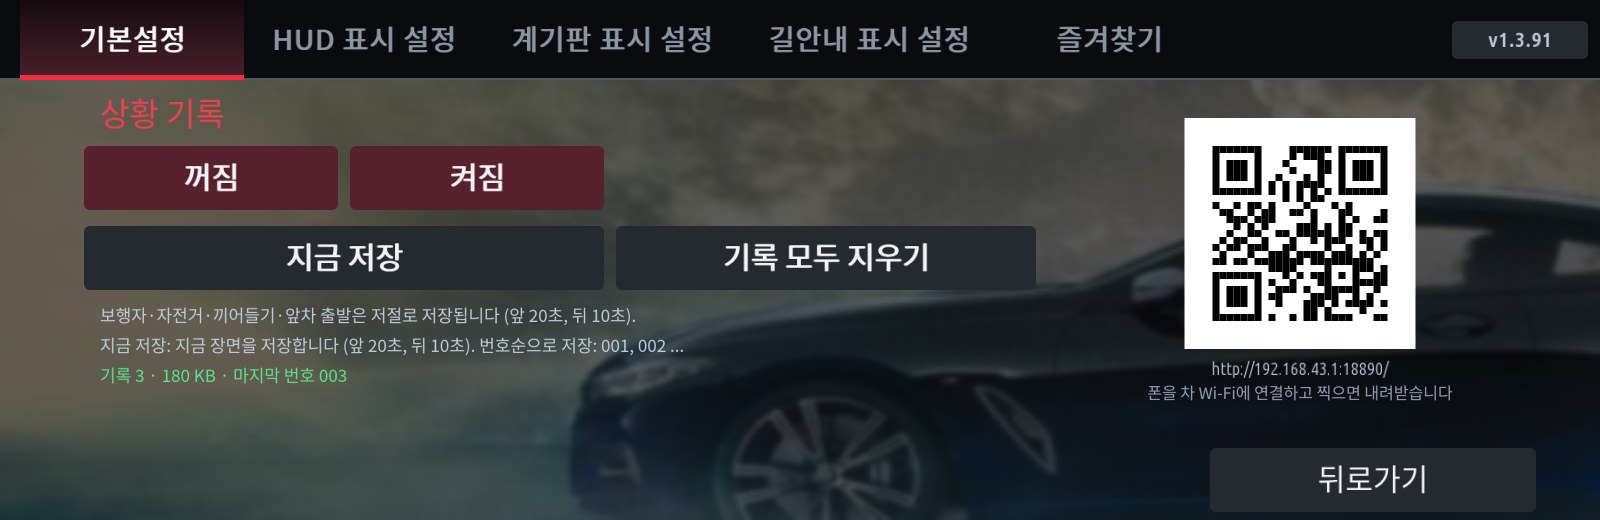 기본설정
HUD 표시 설정
계기판 표시 설정
길안내 표시 설정
즐겨찾기
v1.3.91
상황 기록
꺼짐
켜짐
지금 저장
기록 모두 지우기
보행자·자전거·끼어들기·앞차 출발은 저절로 저장됩니다 (앞 20초, 뒤 10초).
지금 저장: 지금 장면을 저장합니다 (앞 20초, 뒤 10초). 번호순으로 저장: 001, 002 ...
기록 3 · 180 KB · 마지막 번호 003
http://192.168.43.1:18890/
폰을 차 Wi-Fi에 연결하고 찍으면 내려받습니다
뒤로가기